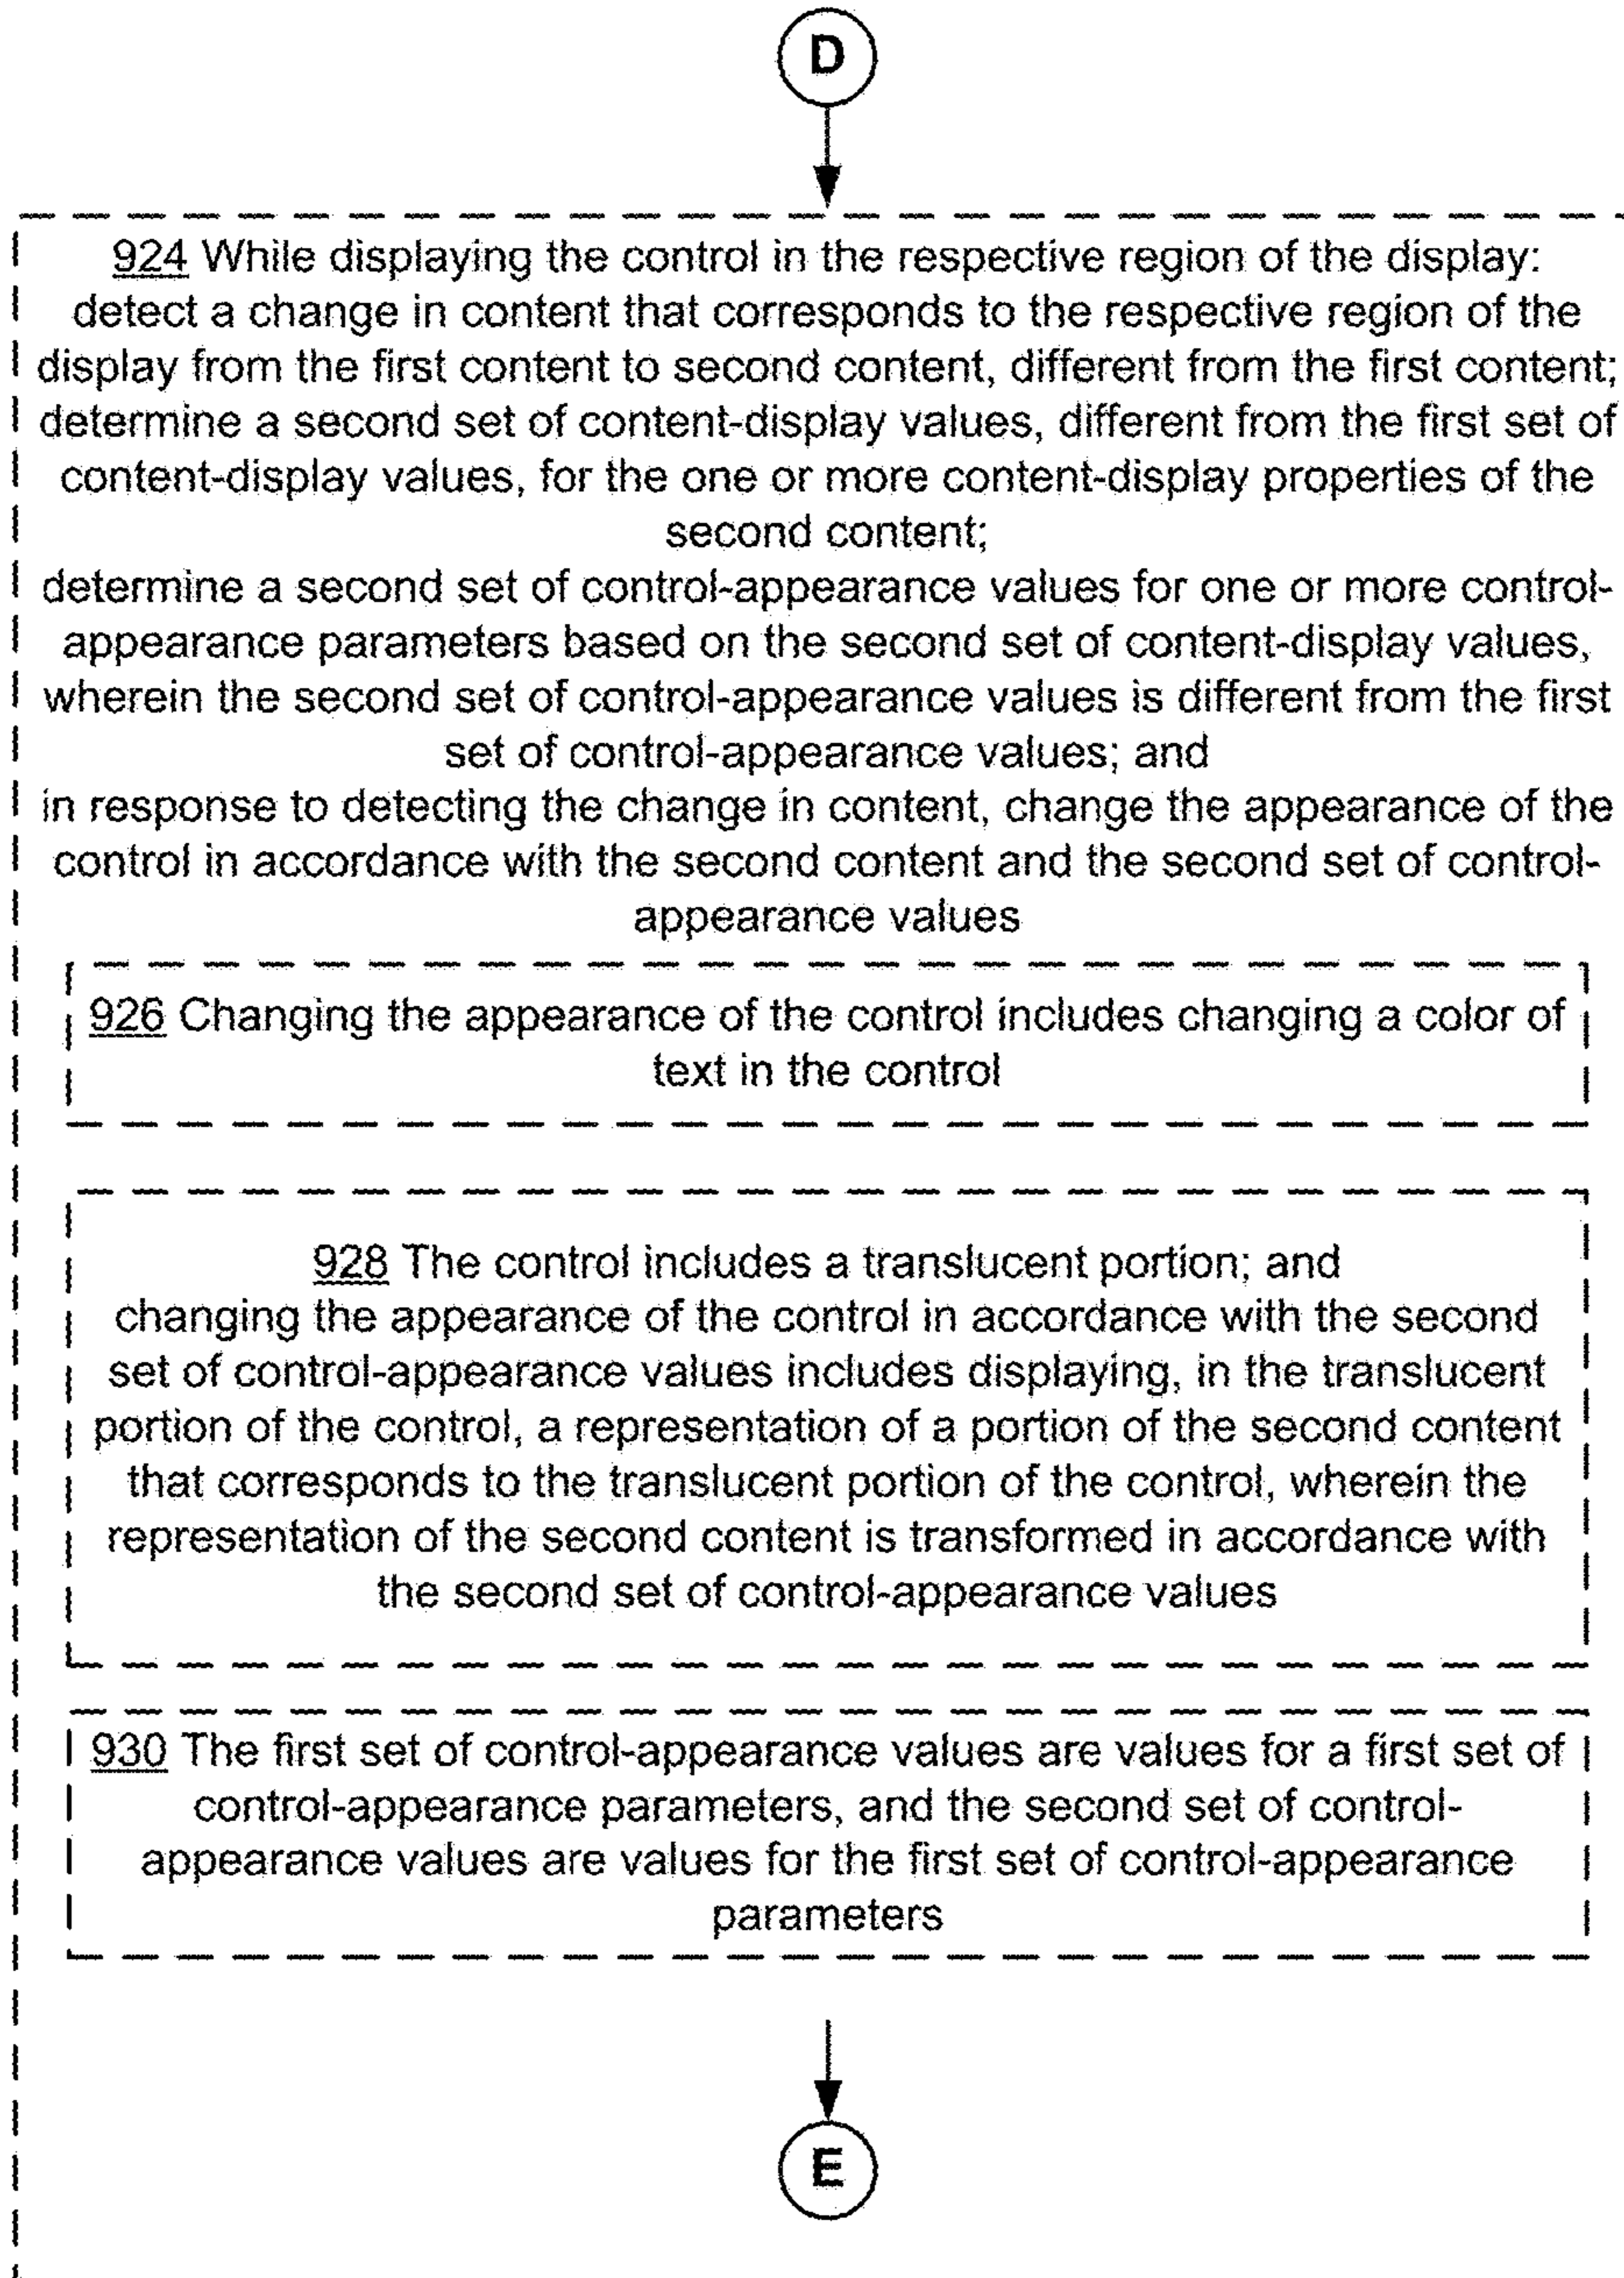 D
924 While displaying the control in the respective region of the display:
detect a change in content that corresponds to the respective region of the
display from the first content to second content, different from the first content;
determine a second set of content-display values, different from the first set of
content-display values, for the one or more content-display properties of the
second content;
determine a second set of control-appearance values for one or more control-
appearance parameters based on the second set of content-display values,
wherein the second set of control-appearance values is different from the first
set of control-appearance values; and
in response to detecting the change in content, change the appearance of the
control in accordance with the second content and the second set of control-
appearance values
926 Changing the appearance of the control includes changing a color of
text in the control
928 The control includes a translucent portion; and
changing the appearance of the control in accordance with the second
set of control-appearance values includes displaying, in the translucent
portion of the control, a representation of a portion of the second content
that corresponds to the translucent portion of the control, wherein the
representation of the second content is transformed in accordance with
the second set of control-appearance values
930 The first set of control-appearance values are values for a first set of
control-appearance parameters, and the second set of control-
appearance values are values for the first set of control-appearance
parameters
E